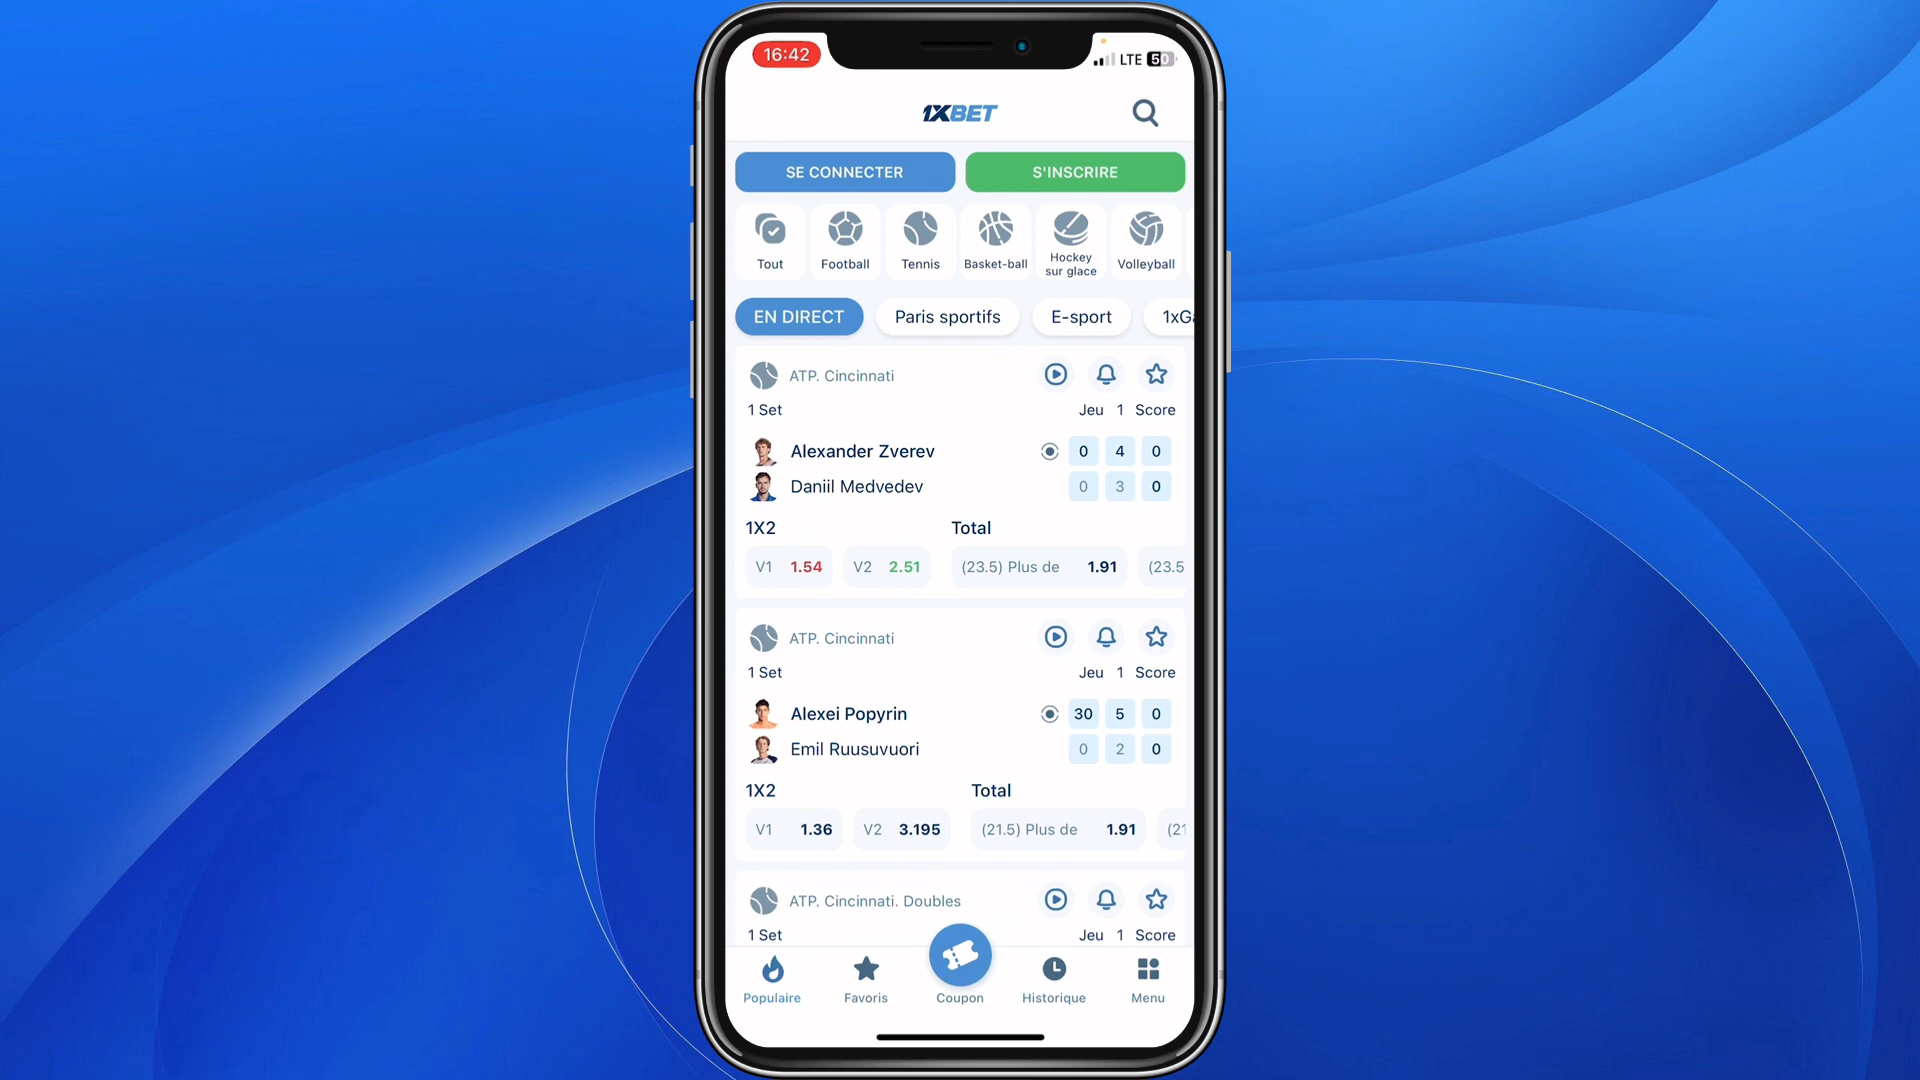 16:42
LTE 50
1XBET
SE CONNECTER
S'INSCRIRE
Tout
Football
Tennis
Basket-ball
Hockey
sur glace
Volleyball
EN DIRECT
Paris sportifs
E-sport
1xGa
ATP. Cincinnati
1 Set
Jeu 1 Score
Alexander Zverev 0 4 0
Daniil Medvedev 0 3 0
1X2 Total
V1 1.54 V2 2.51 (23.5) Plus de 1.91 (23.5
ATP. Cincinnati
1 Set
Jeu 1 Score
Alexei Popyrin 30 5 0
Emil Ruusuvuori 0 2 0
1X2 Total
V1 1.36 V2 3.195 (21.5) Plus de 1.91 (21
ATP. Cincinnati. Doubles
1 Set
Jeu 1 Score
Populaire
Favoris
Coupon
Historique
Menu